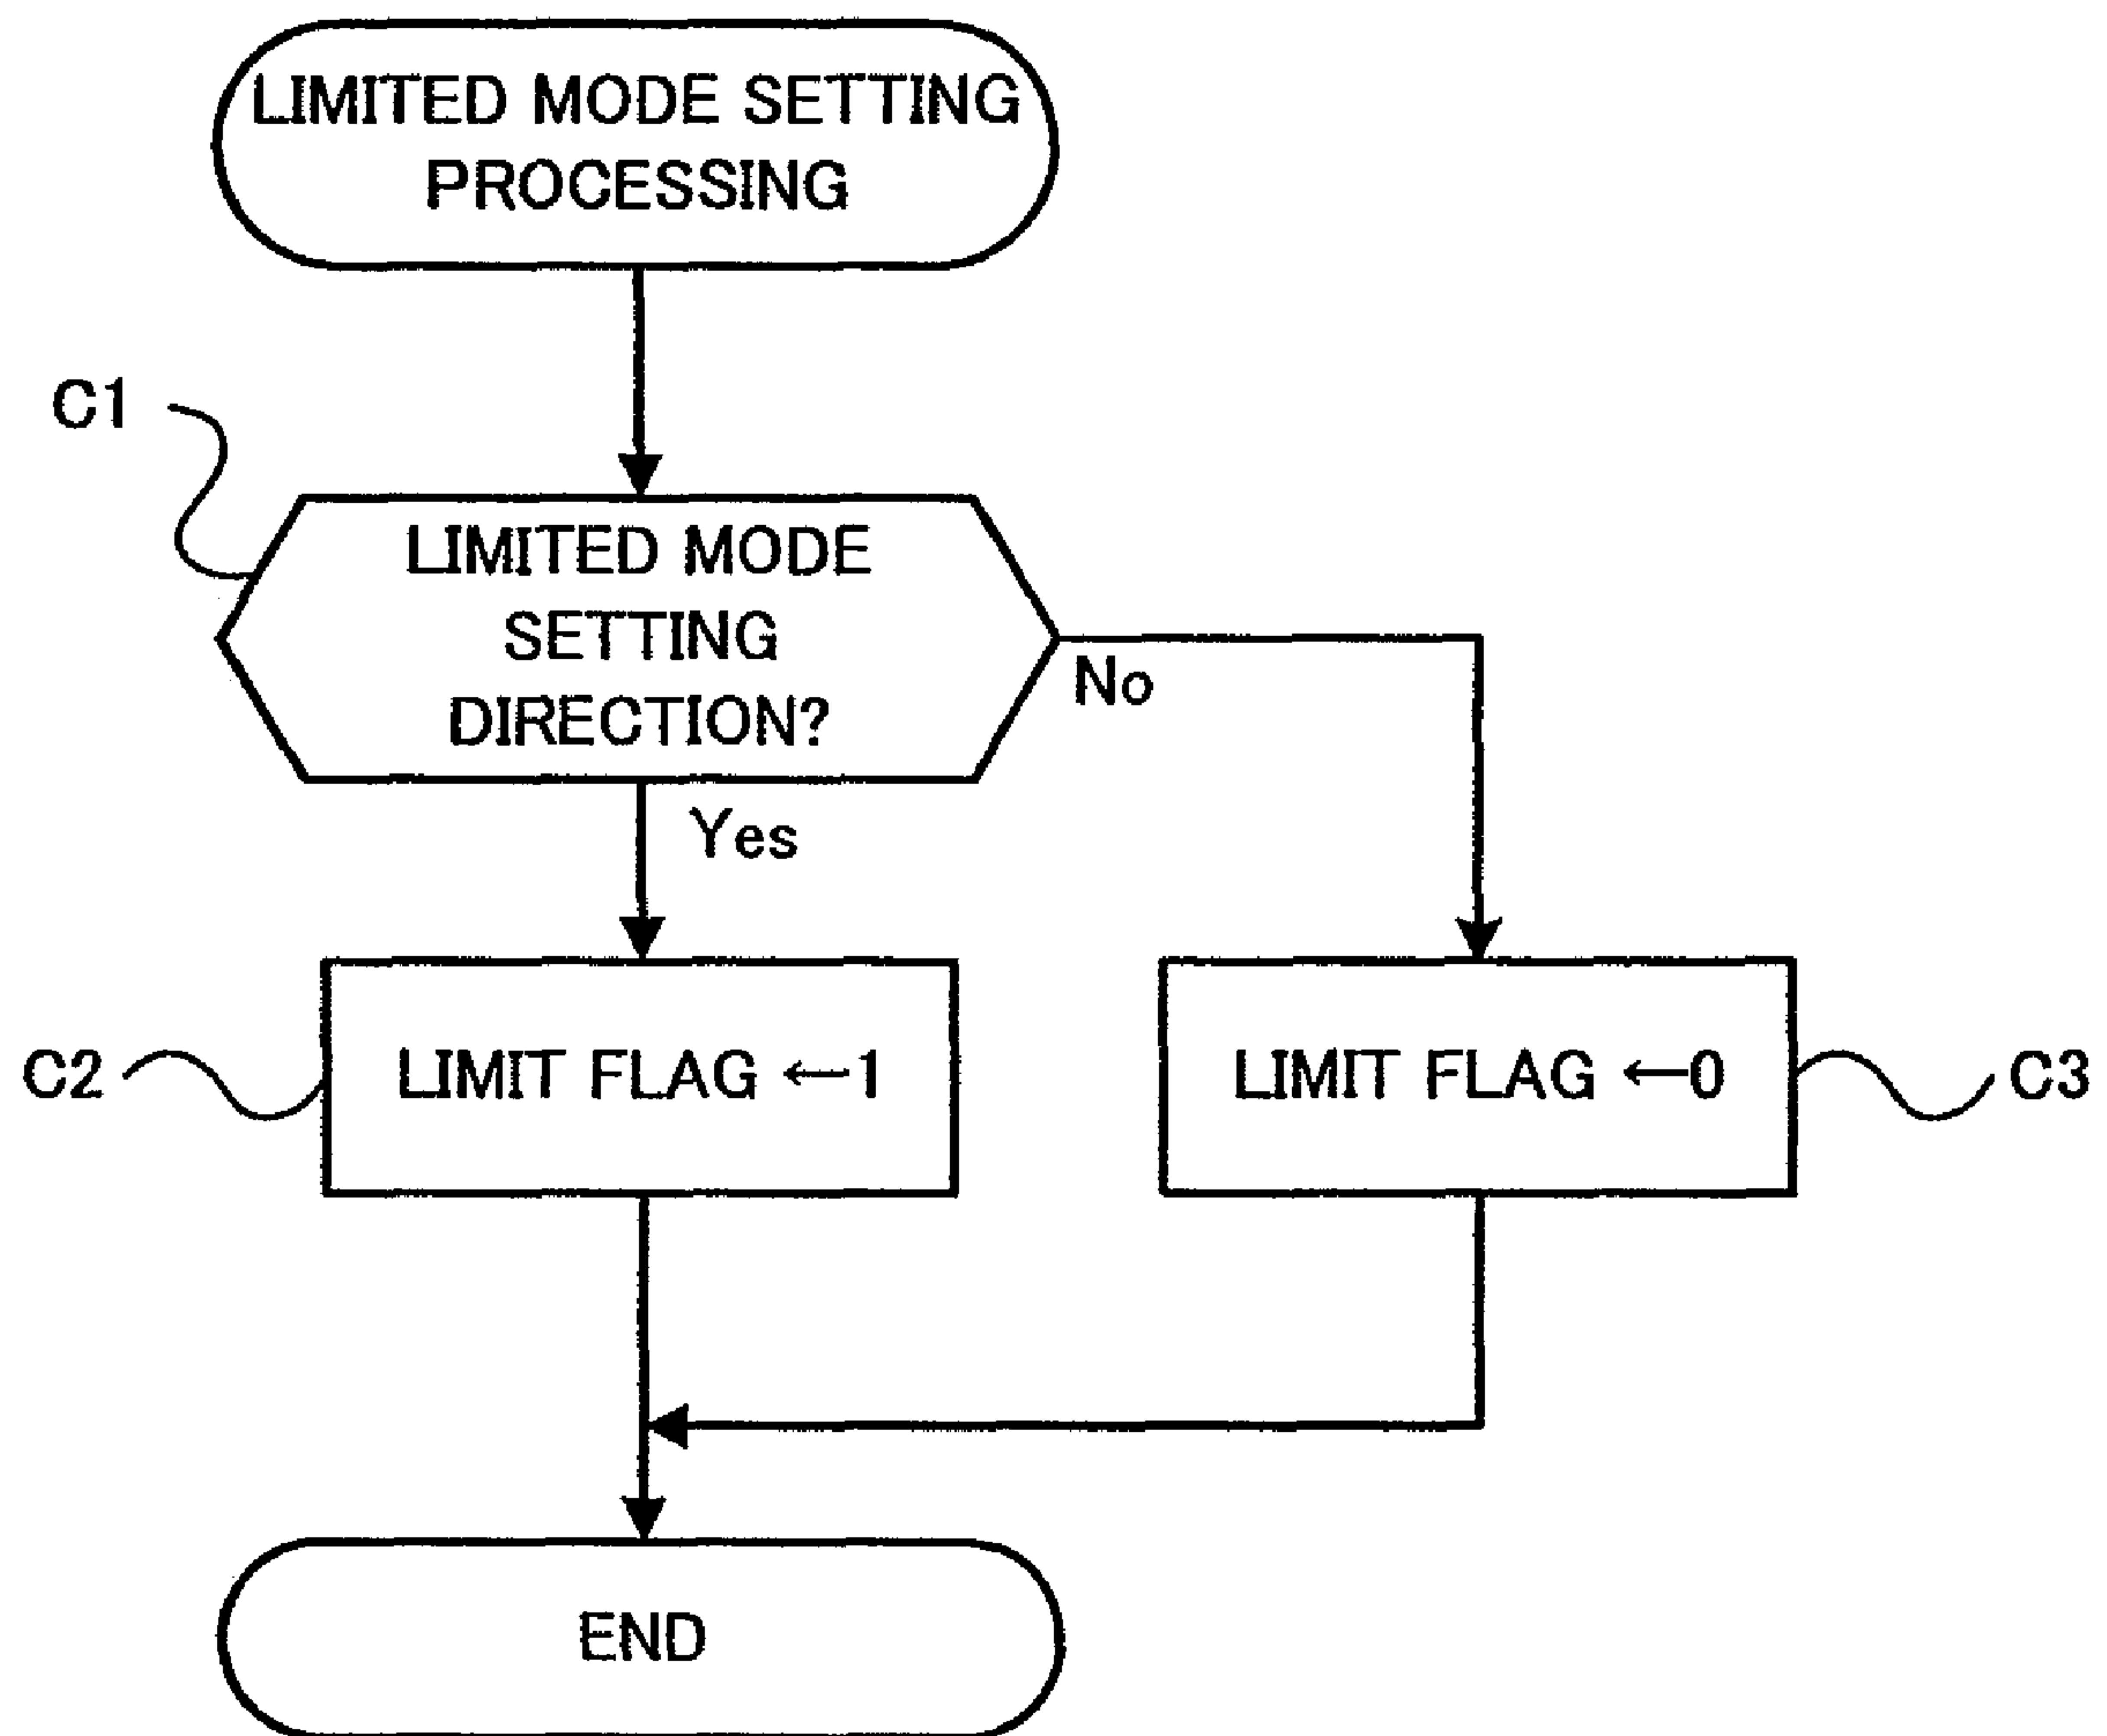 LIMITED MODE SETTING
PROCESSING
C1
LIMITED MODE
SETTING
DIRECTION?
No
Yes
C2
LIMIT FLAG ←1
LIMIT FLAG ←0
C3
END